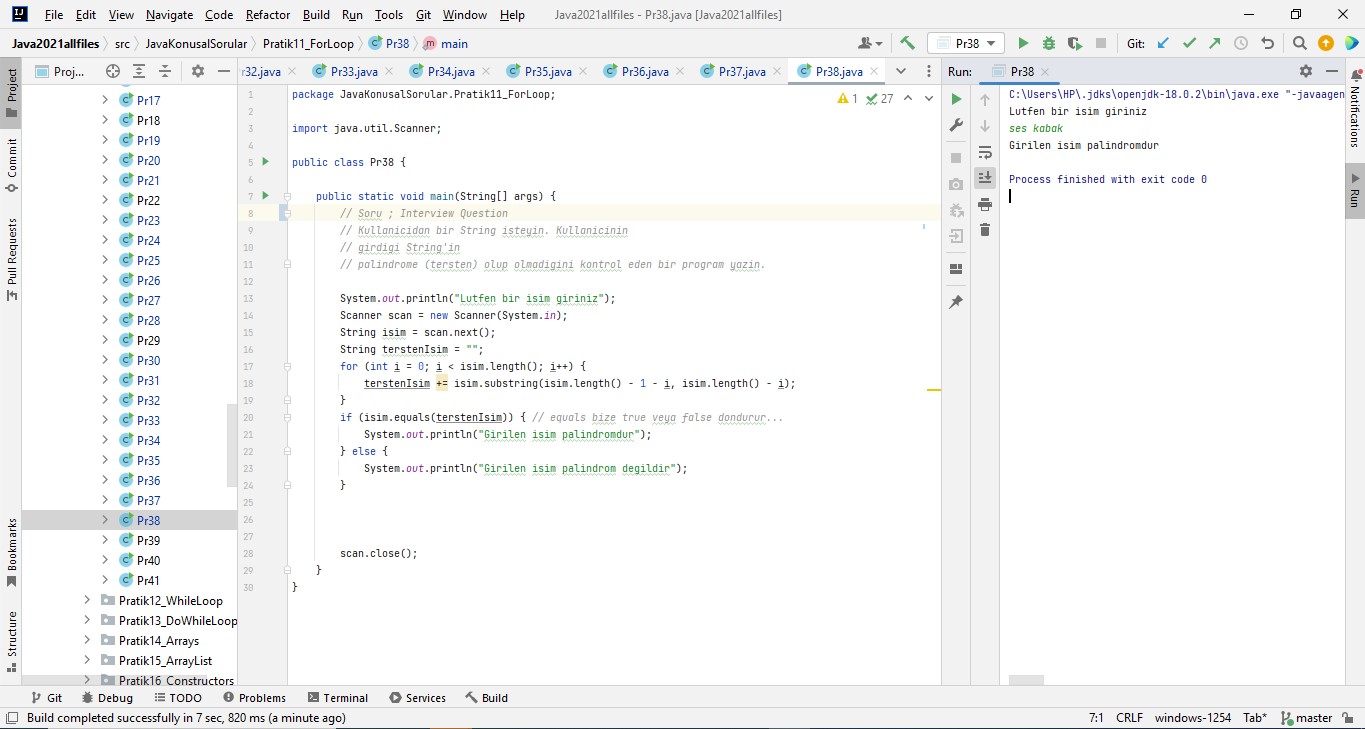 File Edit View Navigate Code Refactor Build Run Tools Git Window Help Java2021allfiles - Pr38.java [Java2021allfiles]
Java2021allfiles src JavaKonusalSorular Pratik11_ForLoop Pr38 main Pr38 Git:
Project
Commit
Pull Requests
Bookmarks
Structure
Proj...
Pr17
Pr18
Pr19
Pr20
Pr21
Pr22
Pr23
Pr24
Pr25
Pr26
Pr27
Pr28
Pr29
Pr30
Pr31
Pr32
Pr33
Pr34
Pr35
Pr36
Pr37
Pr38
Pr39
Pr40
Pr41
Pratik12_WhileLoop
Pratik13_DoWhileLoop
Pratik14_Arrays
Pratik15_ArrayList
Pratik16_Constructors
r32.java Pr33.java Pr34.java Pr35.java Pr36.java Pr37.java Pr38.java
1 27
1 package JavaKonusalSorular.Pratik11_ForLoop;
2
3 import java.util.Scanner;
4
5 public class Pr38 {
6
7 public static void main(String[] args) {
8 // Soru ; Interview Question
9 // Kullanicidan bir String isteyin. Kullanicinin
10 // girdigi String'in
11 // palindrome (tersten) olup olmadigini kontrol eden bir program yazin.
12
13 System.out.println("Lutfen bir isim giriniz");
14 Scanner scan = new Scanner(System.in);
15 String isim = scan.next();
16 String terstenIsim = "";
17 for (int i = 0; i < isim.length(); i++) {
18 terstenIsim += isim.substring(isim.length() - 1 - i, isim.length() - i);
19 }
20 if (isim.equals(terstenIsim)) { // equals bize true veya false dondurur...
21 System.out.println("Girilen isim palindromdur");
22 } else {
23 System.out.println("Girilen isim palindrom degildir");
24 }
25
26
27
28 scan.close();
29 }
30 }
Run: Pr38
C:\Users\HP\.jdks\openjdk-18.0.2\bin\java.exe "-javaagen
Lutfen bir isim giriniz
ses kabak
Girilen isim palindromdur
Process finished with exit code 0
Notifications
Run
Git Debug TODO Problems Terminal Services Build
Build completed successfully in 7 sec, 820 ms (a minute ago) 7:1 CRLF windows-1254 Tab* master